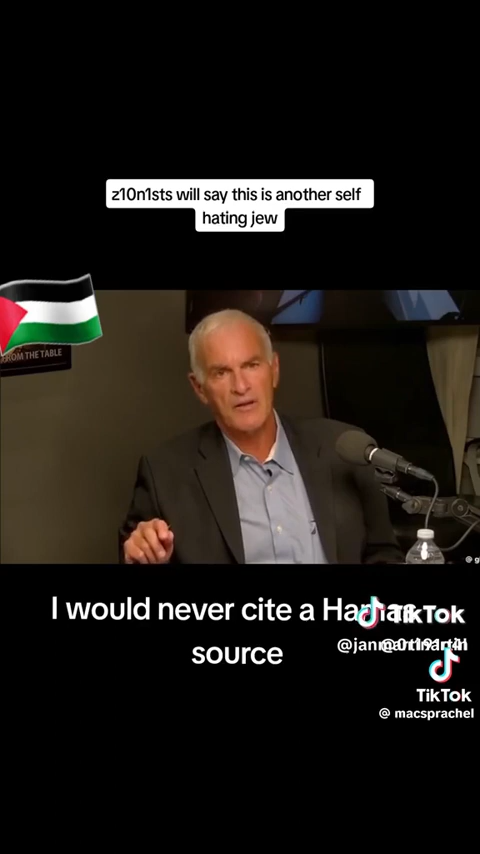 z10n1sts will say this is another self
hating jew
FROM THE TABLE
I would never cite a Hamas
source
TikTok
TikTok
@ macsprachel